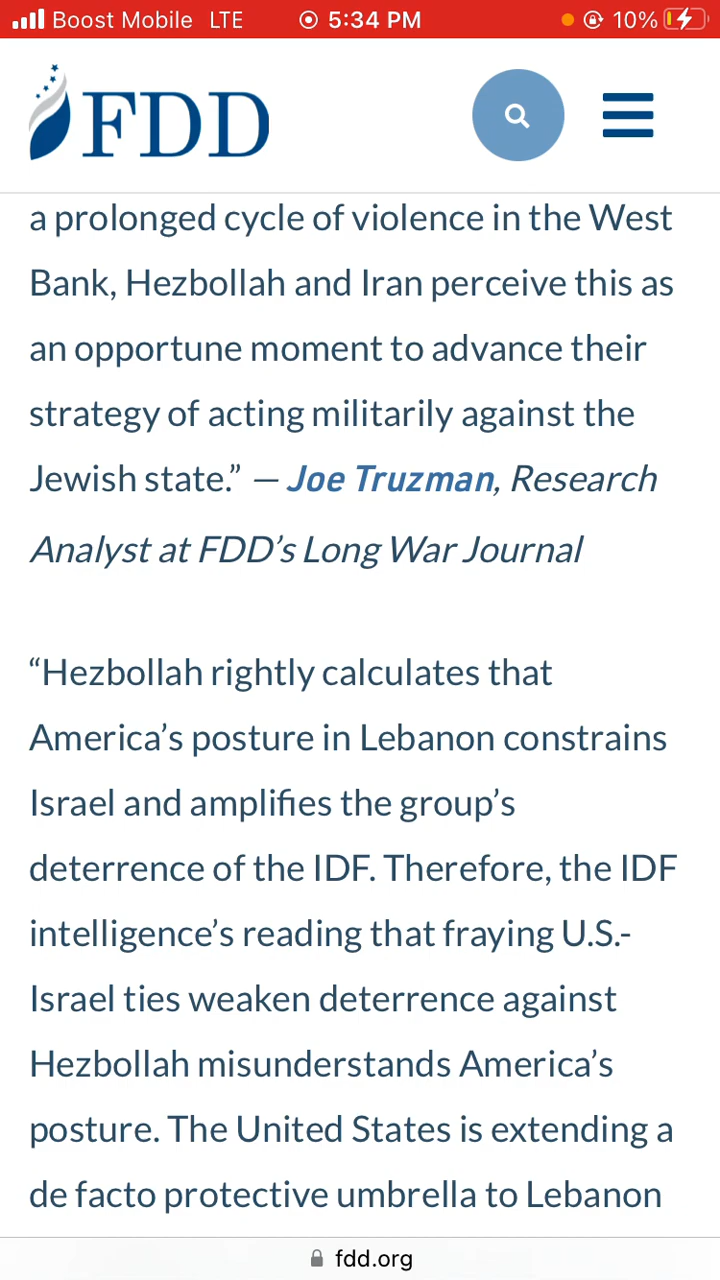 Boost Mobile LTE 5:34 PM 10%
FDD
a prolonged cycle of violence in the West
Bank, Hezbollah and Iran perceive this as
an opportune moment to advance their
strategy of acting militarily against the
Jewish state.” — Joe Truzman, Research
Analyst at FDD’s Long War Journal
“Hezbollah rightly calculates that
America’s posture in Lebanon constrains
Israel and amplifies the group’s
deterrence of the IDF. Therefore, the IDF
intelligence’s reading that fraying U.S.-
Israel ties weaken deterrence against
Hezbollah misunderstands America’s
posture. The United States is extending a
de facto protective umbrella to Lebanon
fdd.org